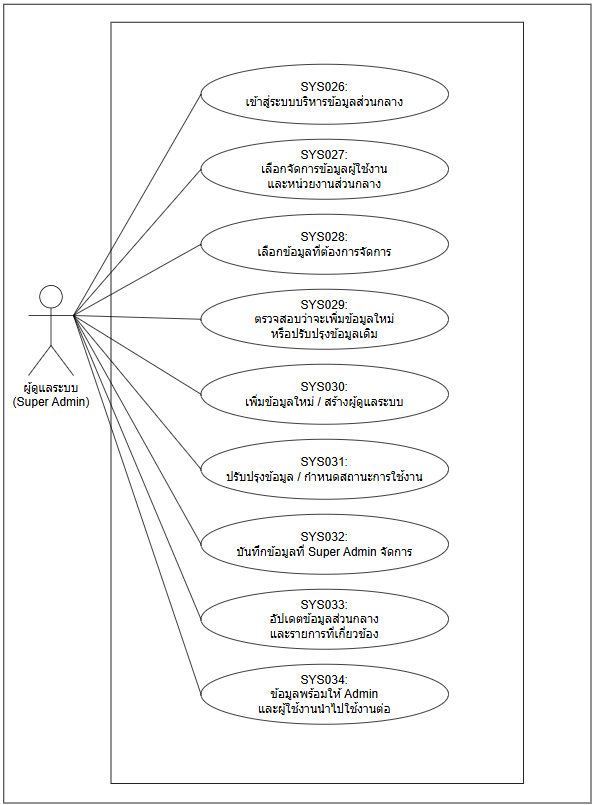 SYS026:
เข้าสู่ระบบบริหารข้อมูลส่วนกลาง
SYS027:
เลือกจัดการข้อมูลผู้ใช้งาน
และหน่วยงานส่วนกลาง
SYS028:
เลือกข้อมูลที่ต้องการจัดการ
SYS029:
ตรวจสอบว่าจะเพิ่มข้อมูลใหม่
หรือปรับปรุงข้อมูลเดิม
ผู้ดูแลระบบ
(Super Admin)
SYS030:
เพิ่มข้อมูลใหม่ / สร้างผู้ดูแลระบบ
SYS031:
ปรับปรุงข้อมูล / กำหนดสถานะการใช้งาน
SYS032:
บันทึกข้อมูลที่ Super Admin จัดการ
SYS033:
อัปเดตข้อมูลส่วนกลาง
และรายการที่เกี่ยวข้อง
SYS034:
ข้อมูลพร้อมให้ Admin
และผู้ใช้งานนำไปใช้งานต่อ